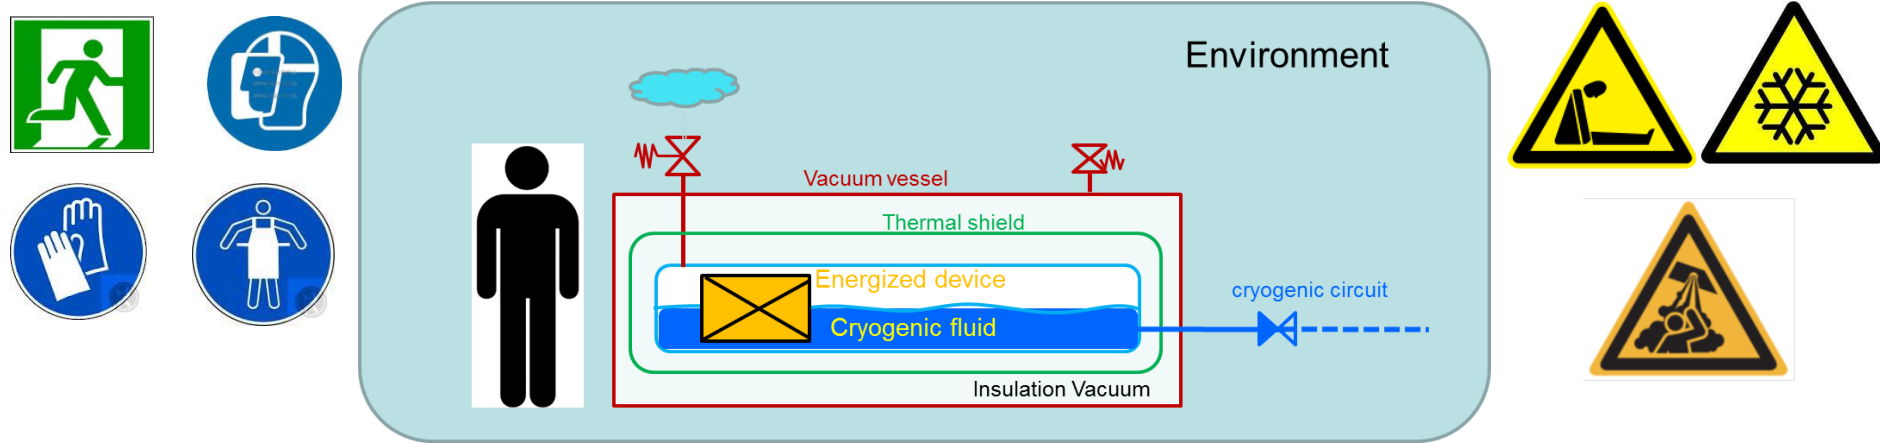 Environment
Vacuum vessel
Thermal shield
Energized device
cryogenic circuit
Cryogenic fluid
Insulation Vacuum